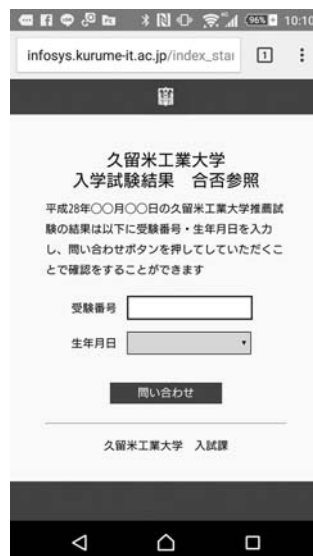 96% 10:10
infosys.kurume-it.ac.jp/index_star
1
久留米工業大学
入学試験結果 合否参照
平成28年○○月○○日の久留米工業大学推薦試
験の結果は以下に受験番号・生年月日を入力
し、問い合わせボタンを押してしていただくこ
とで確認をすることができます
受験番号
生年月日
問い合わせ
久留米工業大学 入試課